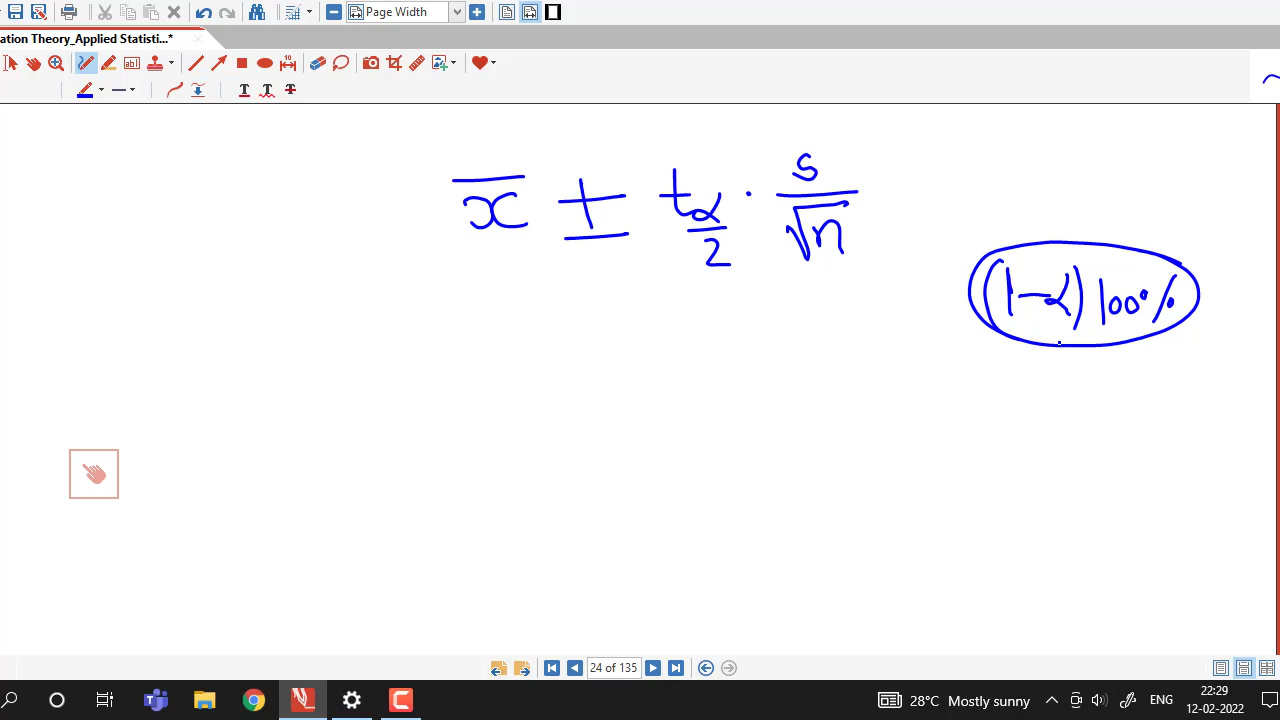 Page Width
ation Theory_Applied Statisti...*
x̄ ± t_{α/2} · s/√n
(1-α) 100%
24 of 135
28°C Mostly sunny
ENG
22:29
12-02-2022